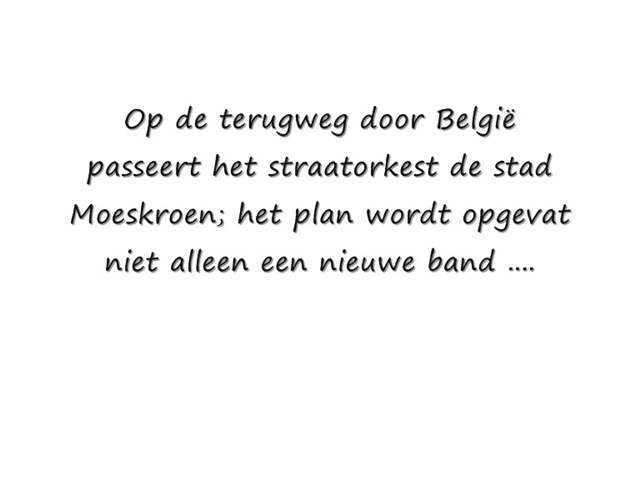 Op de terugweg door België
passeert het straatorkest de stad
Moeskroen; het plan wordt opgevat
niet alleen een nieuwe band ....